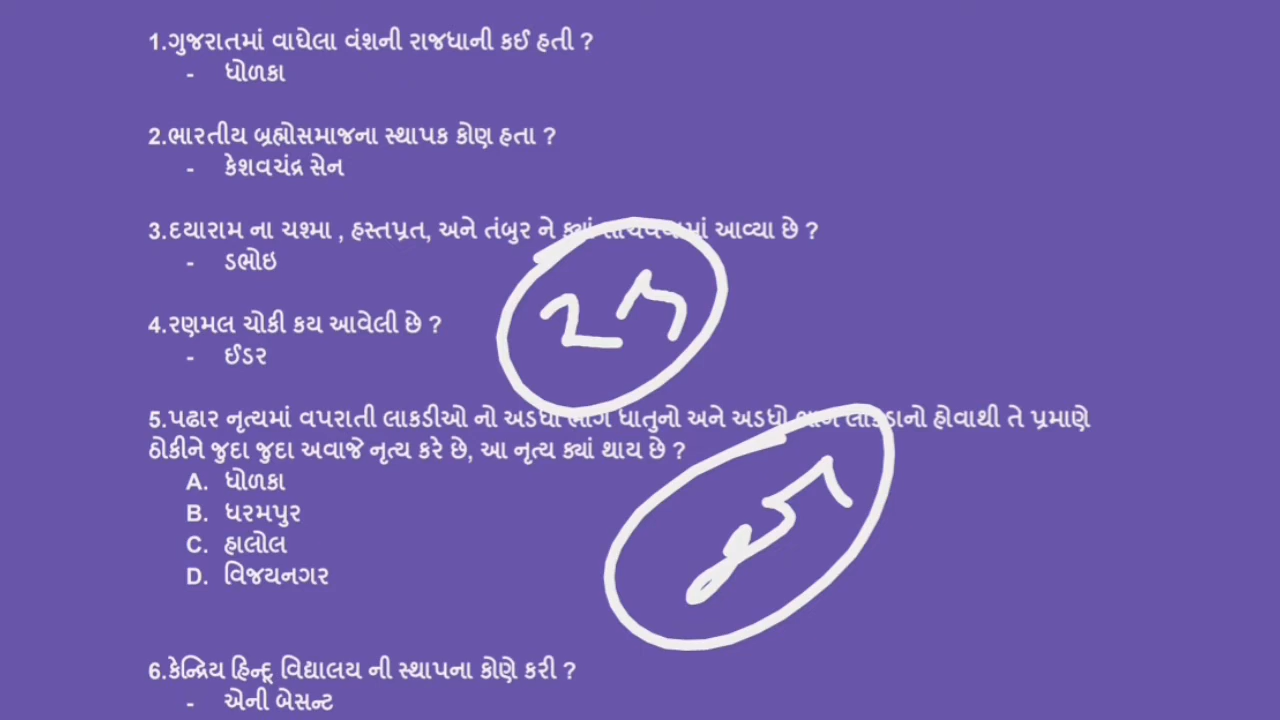 1.ગુજરાતમાં વાઘેલા વંશની રાજધાની કઈ હતી ?
- ધોળકા
2.ભારતીય બ્રહ્મોસમાજના સ્થાપક કોણ હતા ?
- કેશવચંદ્ર સેન
3.દયારામ ના ચશ્મા , હસ્તપ્રત, અને તંબુર ને ક્યાં આવ્યા છે ?
- ડભોઇ
4.રણમલ ચોકી કય આવેલી છે ?
- ઈડર
5.પઢાર નૃત્યમાં વપરાતી લાકડીઓ નો અડધો ભાગ ધાતુનો અને અડધો ભાગ લાકડાનો હોવાથી તે પ્રમાણે
ઠોકીને જુદા જુદા અવાજે નૃત્ય કરે છે, આ નૃત્ય ક્યાં થાય છે ?
A. ધોળકા
B. ધરમપુર
C. હાલોલ
D. વિજયનગર
6.કેન્દ્રિય હિન્દૂ વિદ્યાલય ની સ્થાપના કોણે કરી ?
- એની બેસન્ટ